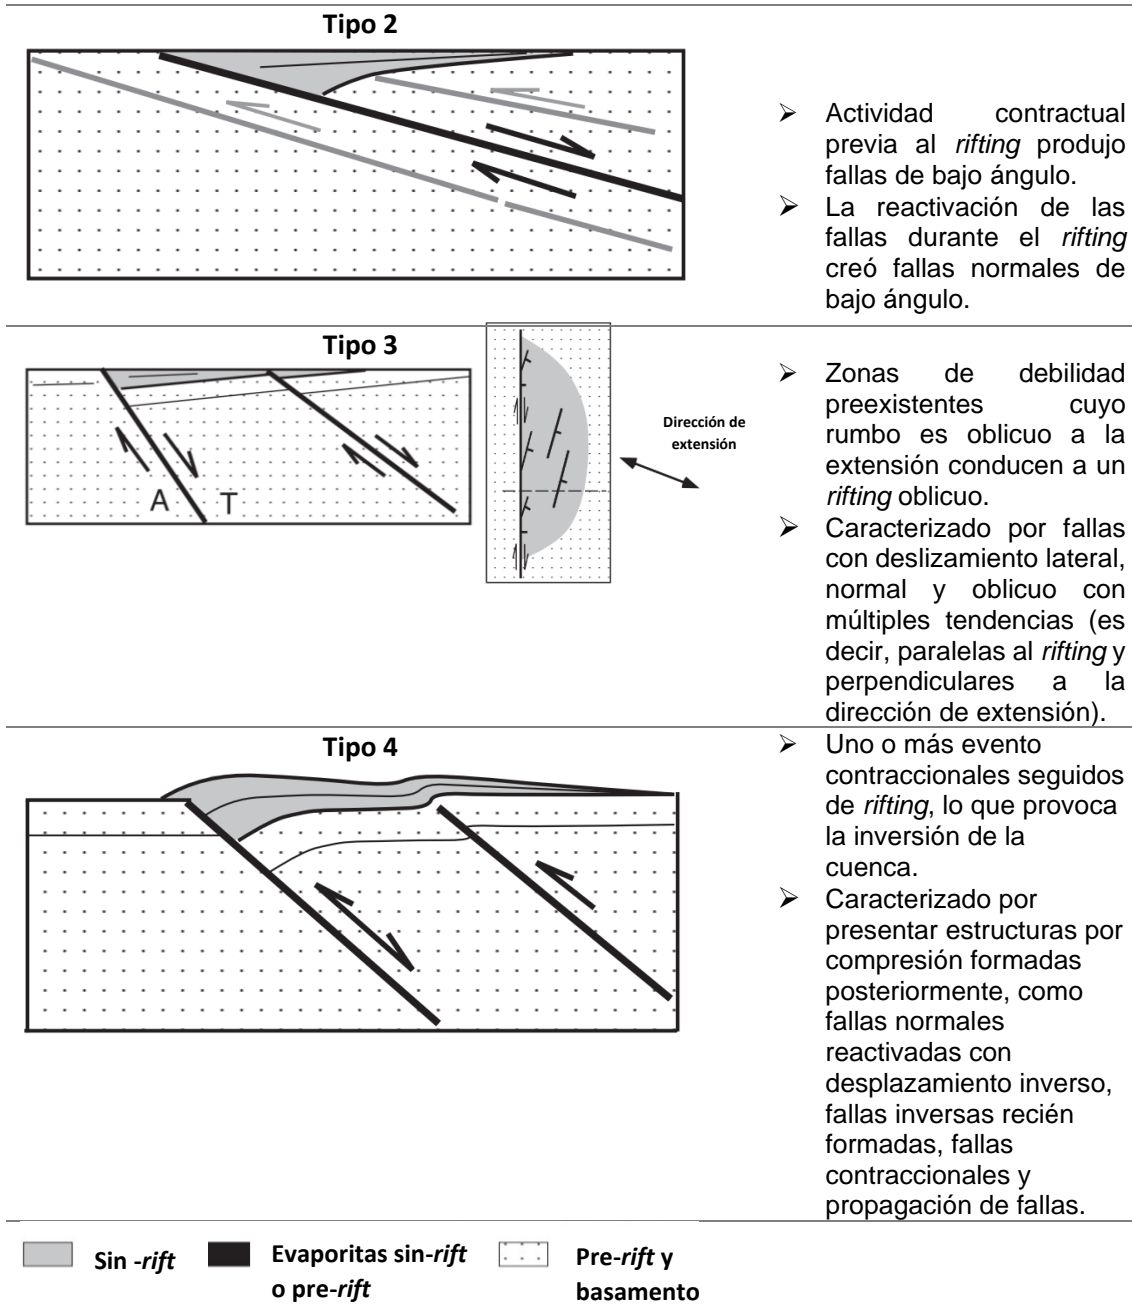 Tipo 2
➢ Actividad contractual
previa al rifting produjo
fallas de bajo ángulo.
➢ La reactivación de las
fallas durante el rifting
creó fallas normales de
bajo ángulo.
Tipo 3
A T
Dirección de
extensión
➢ Zonas de debilidad
preexistentes cuyo
rumbo es oblicuo a la
extensión conducen a un
rifting oblicuo.
➢ Caracterizado por fallas
con deslizamiento lateral,
normal y oblicuo con
múltiples tendencias (es
decir, paralelas al rifting y
perpendiculares a la
dirección de extensión).
Tipo 4
➢ Uno o más evento
contraccionales seguidos
de rifting, lo que provoca
la inversión de la
cuenca.
➢ Caracterizado por
presentar estructuras por
compresión formadas
posteriormente, como
fallas normales
reactivadas con
desplazamiento inverso,
fallas inversas recién
formadas, fallas
contraccionales y
propagación de fallas.
Sin -rift
Evaporitas sin-rift
o pre-rift
Pre-rift y
basamento